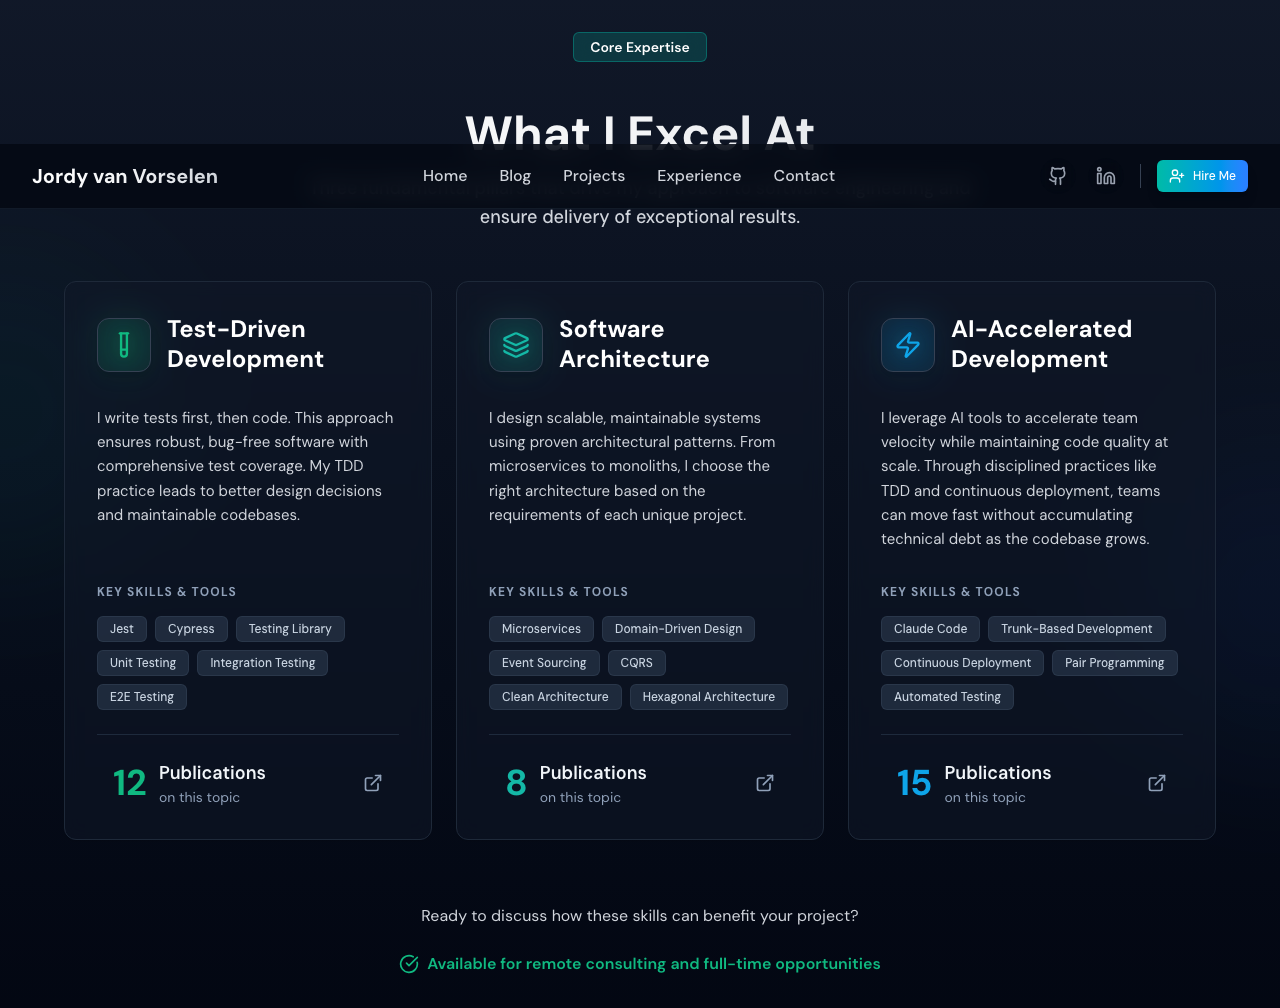 Core Expertise
What I Excel At
Jordy van Vorselen
Home
Blog
Projects
Experience
Contact
Hire Me
ensure delivery of exceptional results.
Test-Driven
Development
I write tests first, then code. This approach
ensures robust, bug-free software with
comprehensive test coverage. My TDD
practice leads to better design decisions
and maintainable codebases.
KEY SKILLS & TOOLS
Jest
Cypress
Testing Library
Unit Testing
Integration Testing
E2E Testing
12
Publications
on this topic
Software
Architecture
I design scalable, maintainable systems
using proven architectural patterns. From
microservices to monoliths, I choose the
right architecture based on the
requirements of each unique project.
KEY SKILLS & TOOLS
Microservices
Domain-Driven Design
Event Sourcing
CQRS
Clean Architecture
Hexagonal Architecture
8
Publications
on this topic
AI-Accelerated
Development
I leverage AI tools to accelerate team
velocity while maintaining code quality at
scale. Through disciplined practices like
TDD and continuous deployment, teams
can move fast without accumulating
technical debt as the codebase grows.
KEY SKILLS & TOOLS
Claude Code
Trunk-Based Development
Continuous Deployment
Pair Programming
Automated Testing
15
Publications
on this topic
Ready to discuss how these skills can benefit your project?
Available for remote consulting and full-time opportunities